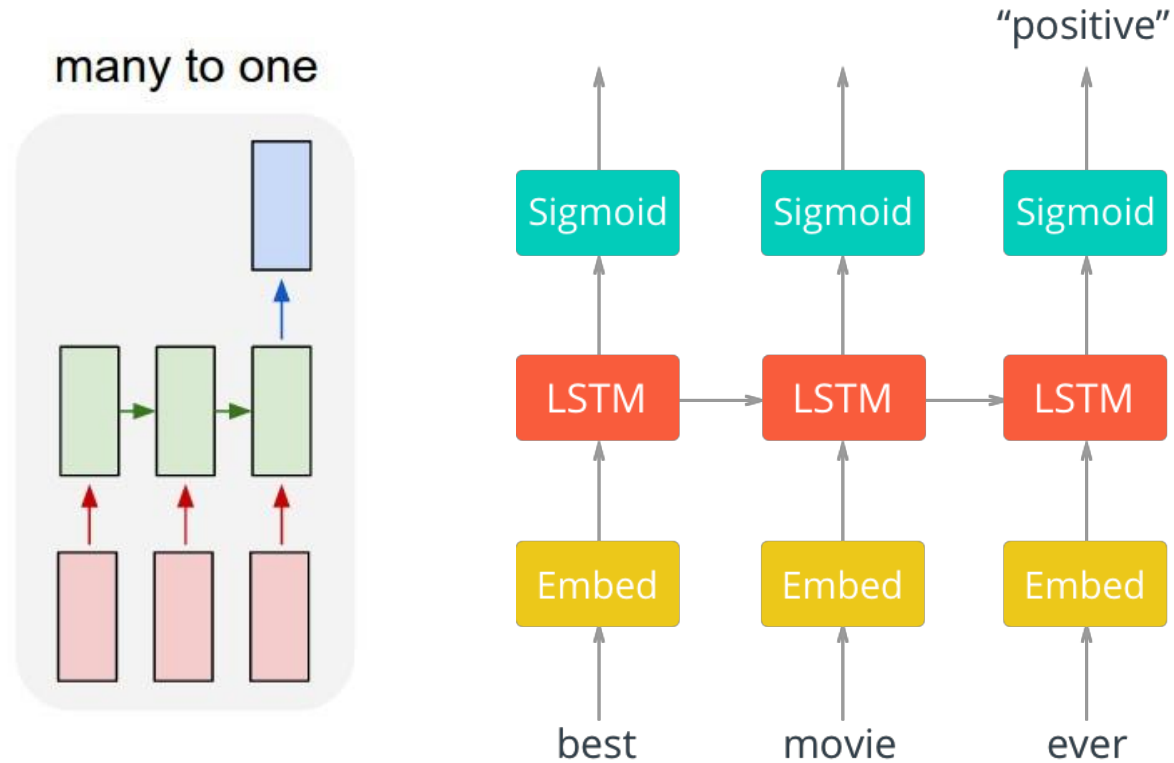 many to one
“positive”
Sigmoid Sigmoid Sigmoid
LSTM LSTM LSTM
Embed Embed Embed
best movie ever